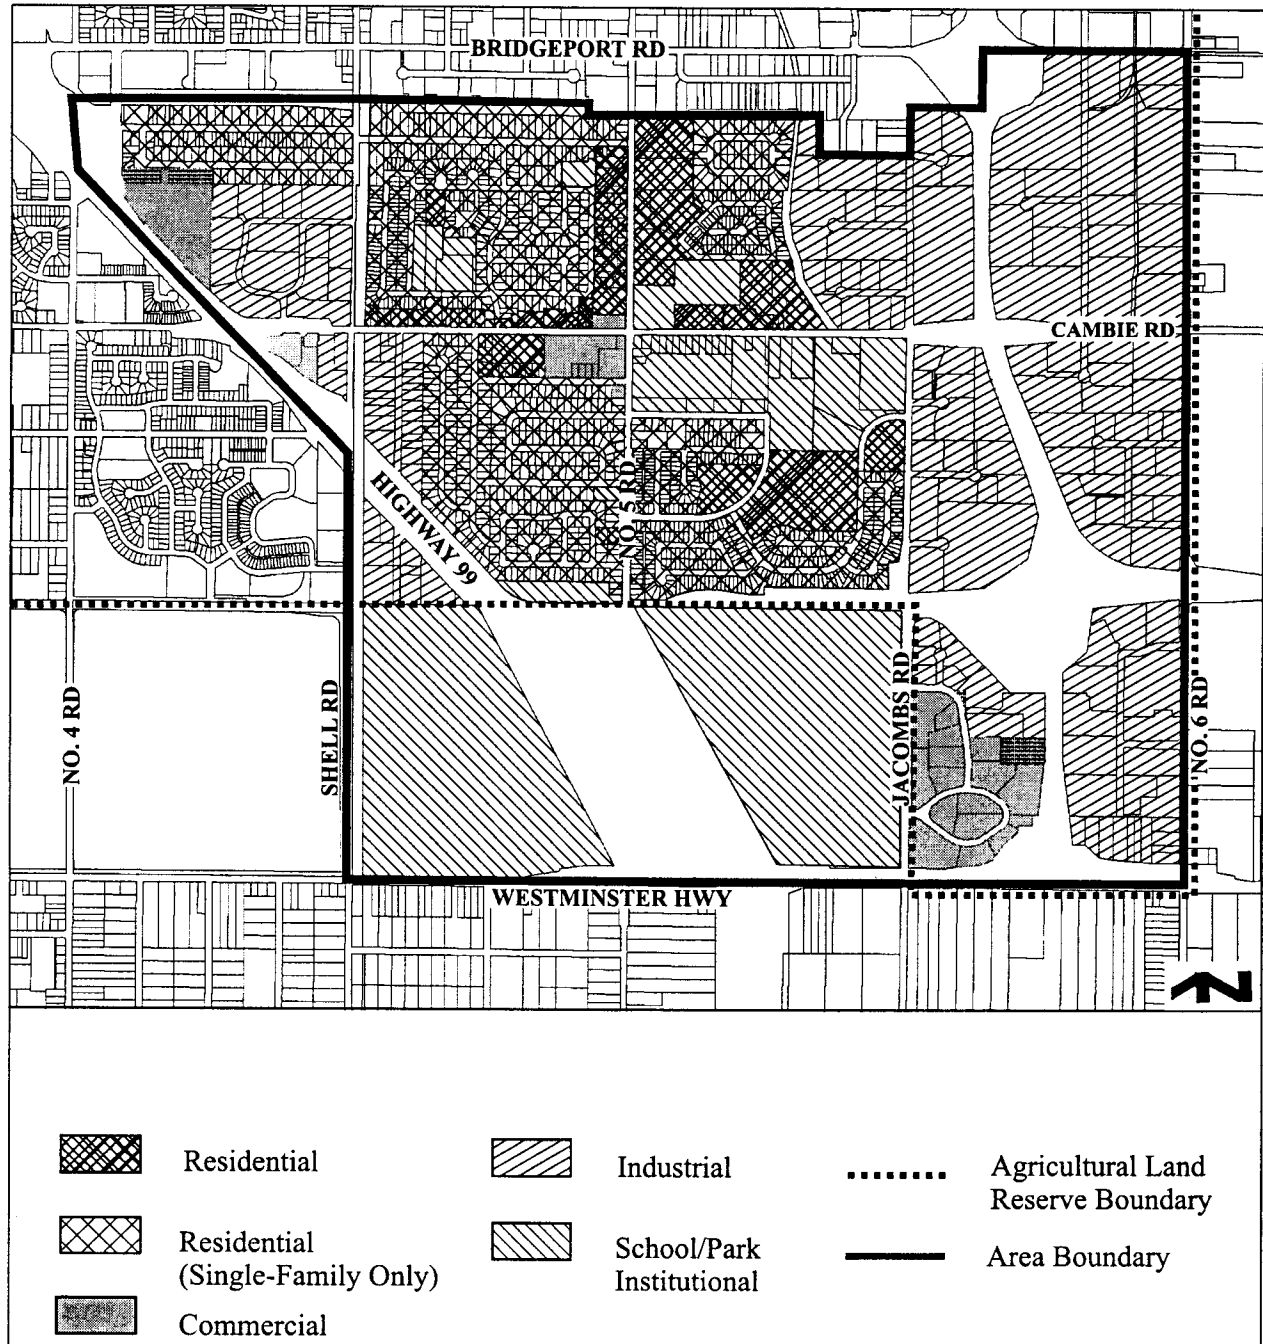 BRIDGEPORT RD
CAMBIE RD
HIGHWAY 99
NO. 5 RD
NO. 4 RD
SHELL RD
JACOMBS RD
NO. 6 RD
WESTMINSTER HWY
N
Residential
Industrial
Agricultural Land
Reserve Boundary
Residential
(Single-Family Only)
School/Park
Institutional
Area Boundary
Commercial